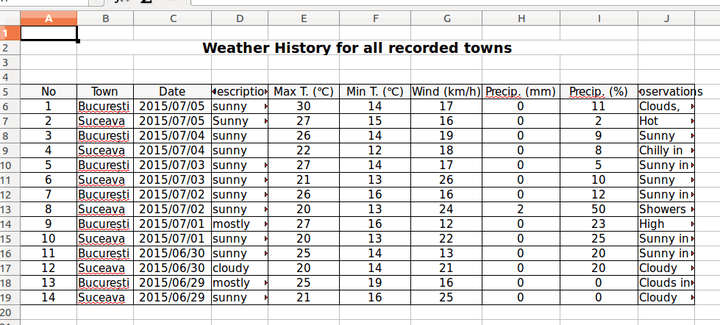 A B C D E F G H I J
1
2 Weather History for all recorded towns
3
4
5 No Town Date escriptio Max T. (°C) Min T. (°C) Wind (km/h) Precip. (mm) Precip. (%) oservations
6 1 București 2015/07/05 sunny 30 14 17 0 11 Clouds,
7 2 Suceava 2015/07/05 Sunny 27 15 16 0 2 Hot
8 3 București 2015/07/04 sunny 26 14 19 0 9 Sunny
9 4 Suceava 2015/07/04 sunny 22 12 18 0 8 Chilly in
10 5 București 2015/07/03 sunny 27 14 17 0 5 Sunny in
11 6 Suceava 2015/07/03 sunny 21 13 26 0 10 Sunny
12 7 București 2015/07/02 sunny 26 16 16 0 12 Sunny in
13 8 Suceava 2015/07/02 sunny 20 13 24 2 50 Showers
14 9 București 2015/07/01 mostly 27 16 12 0 23 High
15 10 Suceava 2015/07/01 sunny 20 13 22 0 25 Sunny in
16 11 București 2015/06/30 sunny 25 14 13 0 20 Sunny in
17 12 Suceava 2015/06/30 cloudy 20 14 21 0 20 Cloudy
18 13 București 2015/06/29 mostly 25 19 16 0 0 Clouds in
19 14 Suceava 2015/06/29 sunny 21 16 25 0 0 Cloudy
20